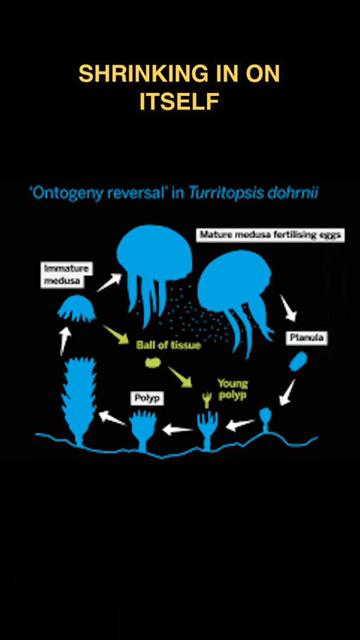 SHRINKING IN ON
ITSELF
'Ontogeny reversal' in Turritopsis dohrnii
Mature medusa fertilising eggs
Immature
medusa
Planula
Ball of tissue
Young
polyp
Polyp